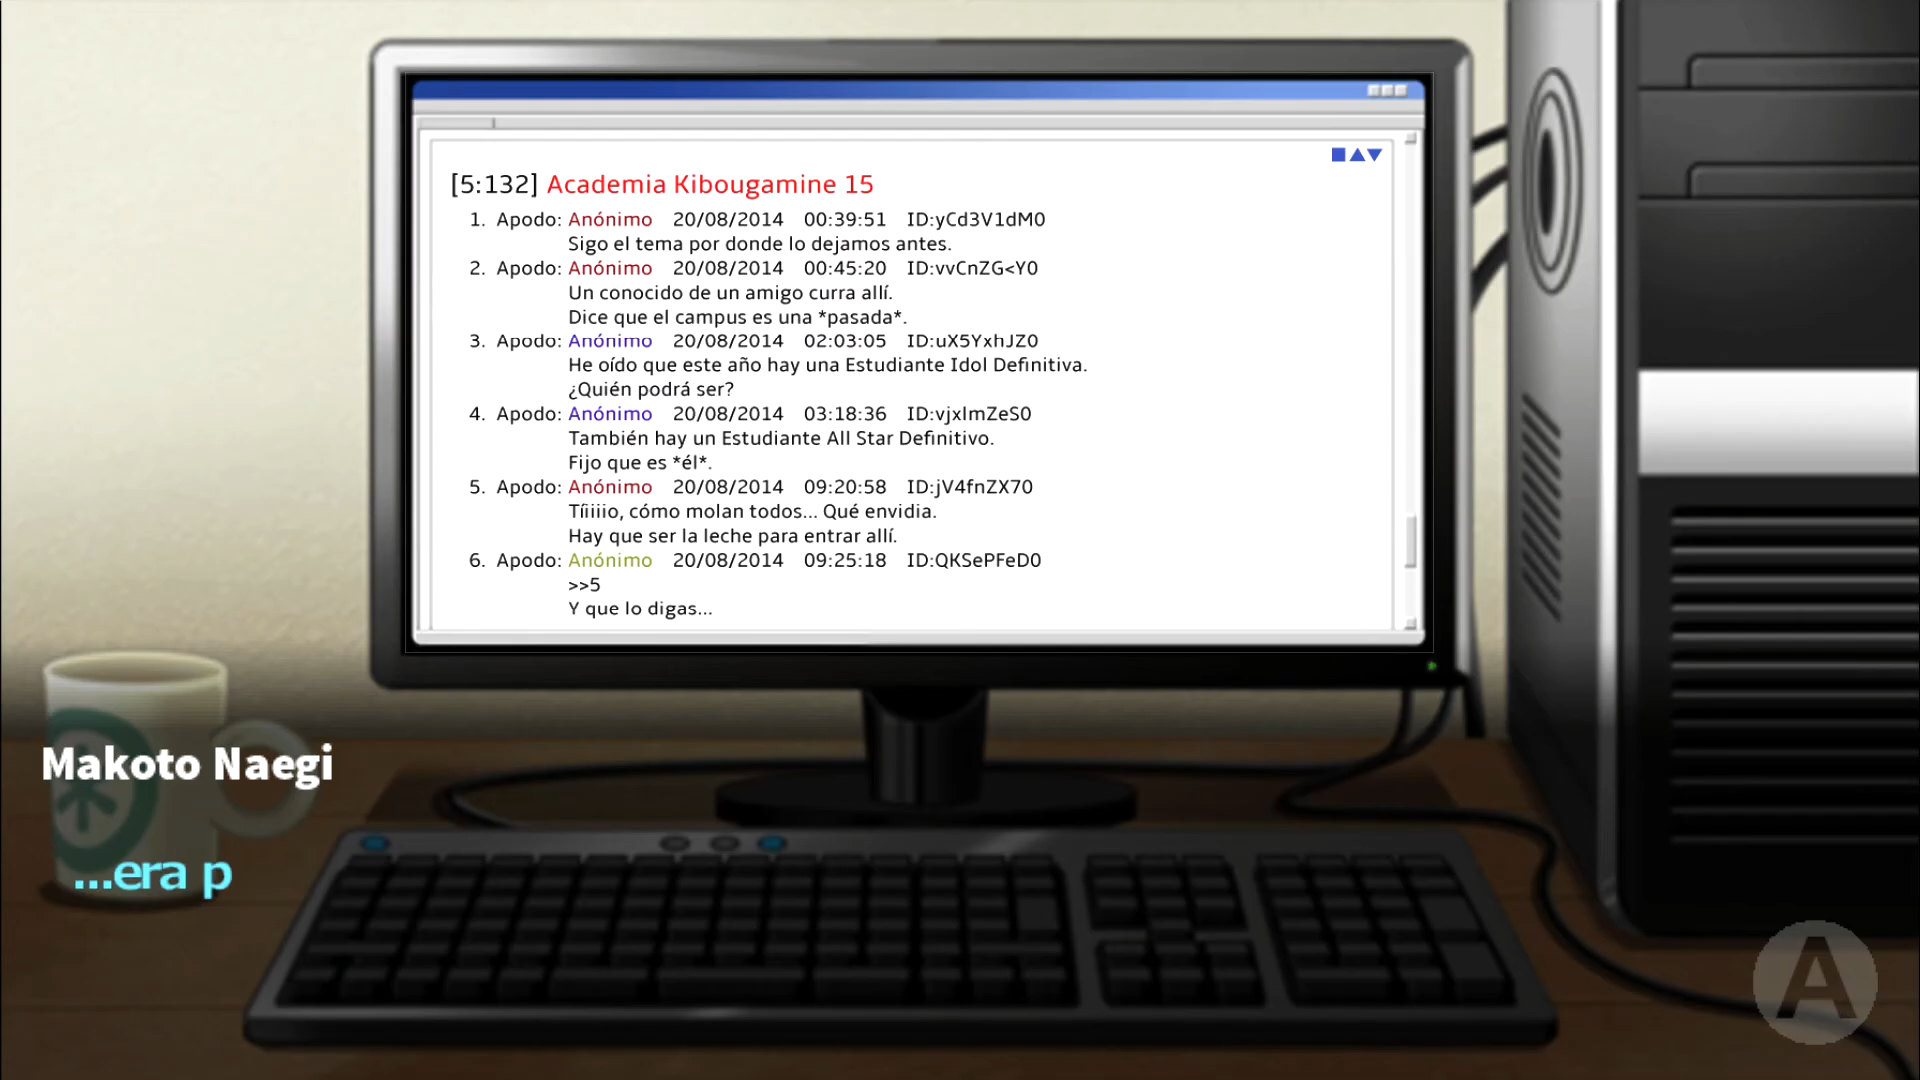 [5:132] Academia Kibougamine 15
1. Apodo: Anónimo 20/08/2014 00:39:51 ID:yCd3V1dM0
Sigo el tema por donde lo dejamos antes.
2. Apodo: Anónimo 20/08/2014 00:45:20 ID:vvCnZG<Y0
Un conocido de un amigo curra allí.
Dice que el campus es una *pasada*.
3. Apodo: Anónimo 20/08/2014 02:03:05 ID:uX5YxhJZ0
He oído que este año hay una Estudiante Idol Definitiva.
¿Quién podrá ser?
4. Apodo: Anónimo 20/08/2014 03:18:36 ID:vjxImZeS0
También hay un Estudiante All Star Definitivo.
Fijo que es *él*.
5. Apodo: Anónimo 20/08/2014 09:20:58 ID:jV4fnZX70
Tíiiiio, cómo molan todos... Qué envidia.
Hay que ser la leche para entrar allí.
6. Apodo: Anónimo 20/08/2014 09:25:18 ID:QKSePFeD0
>>5
Y que lo digas...
Makoto Naegi
...era p
A